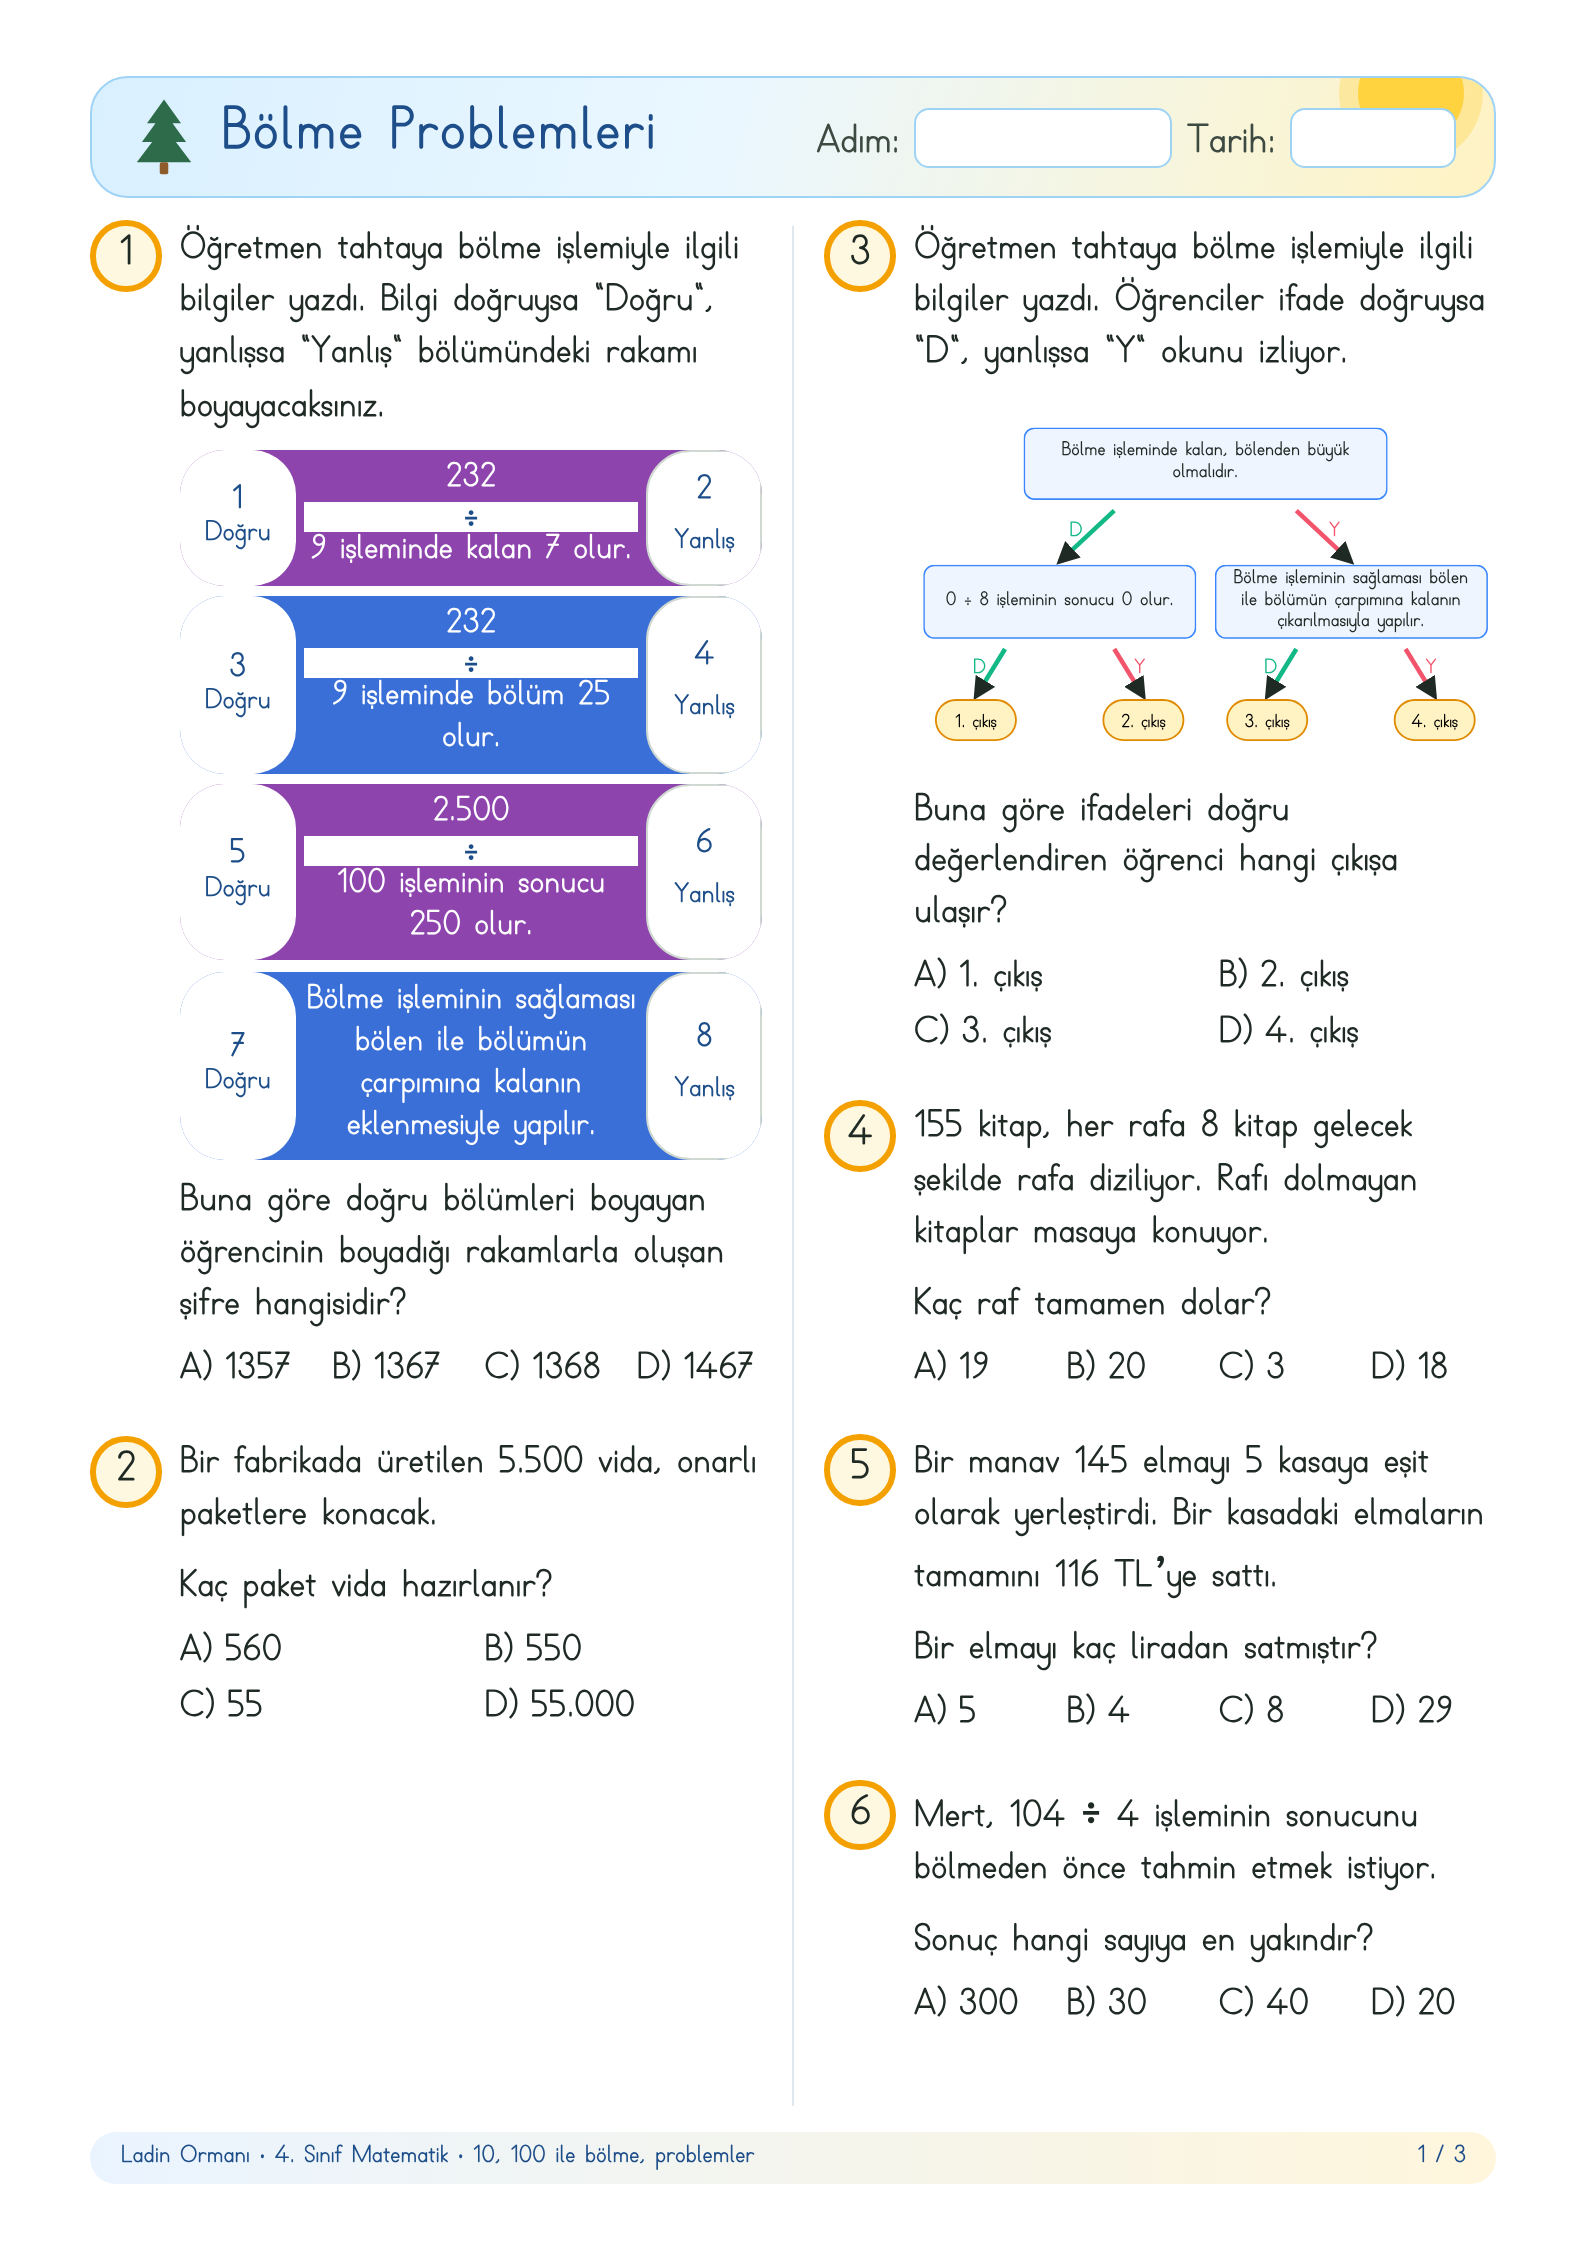 Bölme Problemleri
Adım:
Tarih:
1
Öğretmen tahtaya bölme işlemiyle ilgili
bilgiler yazdı. Bilgi doğruysa "Doğru",
yanlışsa "Yanlış" bölümündeki rakamı
boyayacaksınız.
1
Doğru
232
÷
9 işleminde kalan 7 olur.
2
Yanlış
3
Doğru
232
÷
9 işleminde bölüm 25
olur.
4
Yanlış
5
Doğru
2.500
÷
100 işleminin sonucu
250 olur.
6
Yanlış
7
Doğru
Bölme işleminin sağlaması
bölen ile bölümün
çarpımına kalanın
eklenmesiyle yapılır.
8
Yanlış
Buna göre doğru bölümleri boyayan
öğrencinin boyadığı rakamlarla oluşan
şifre hangisidir?
A) 1357 B) 1367 C) 1368 D) 1467
2
Bir fabrikada üretilen 5.500 vida, onarlı
paketlere konacak.
Kaç paket vida hazırlanır?
A) 560 B) 550
C) 55 D) 55.000
3
Öğretmen tahtaya bölme işlemiyle ilgili
bilgiler yazdı. Öğrenciler ifade doğruysa
"D", yanlışsa "Y" okunu izliyor.
Bölme işleminde kalan, bölenden büyük
olmalıdır.
D
Y
0 ÷ 8 işleminin sonucu 0 olur.
Bölme işleminin sağlaması bölen
ile bölümün çarpımına kalanın
çıkarılmasıyla yapılır.
D
Y
D
Y
1. çıkış
2. çıkış
3. çıkış
4. çıkış
Buna göre ifadeleri doğru
değerlendiren öğrenci hangi çıkışa
ulaşır?
A) 1. çıkış B) 2. çıkış
C) 3. çıkış D) 4. çıkış
4
155 kitap, her rafa 8 kitap gelecek
şekilde rafa diziliyor. Rafı dolmayan
kitaplar masaya konuyor.
Kaç raf tamamen dolar?
A) 19 B) 20 C) 3 D) 18
5
Bir manav 145 elmayı 5 kasaya eşit
olarak yerleştirdi. Bir kasadaki elmaların
tamamını 116 TL'ye sattı.
Bir elmayı kaç liradan satmıştır?
A) 5 B) 4 C) 8 D) 29
6
Mert, 104 ÷ 4 işleminin sonucunu
bölmeden önce tahmin etmek istiyor.
Sonuç hangi sayıya en yakındır?
A) 300 B) 30 C) 40 D) 20
Ladin Ormanı • 4. Sınıf Matematik • 10, 100 ile bölme, problemler
1 / 3